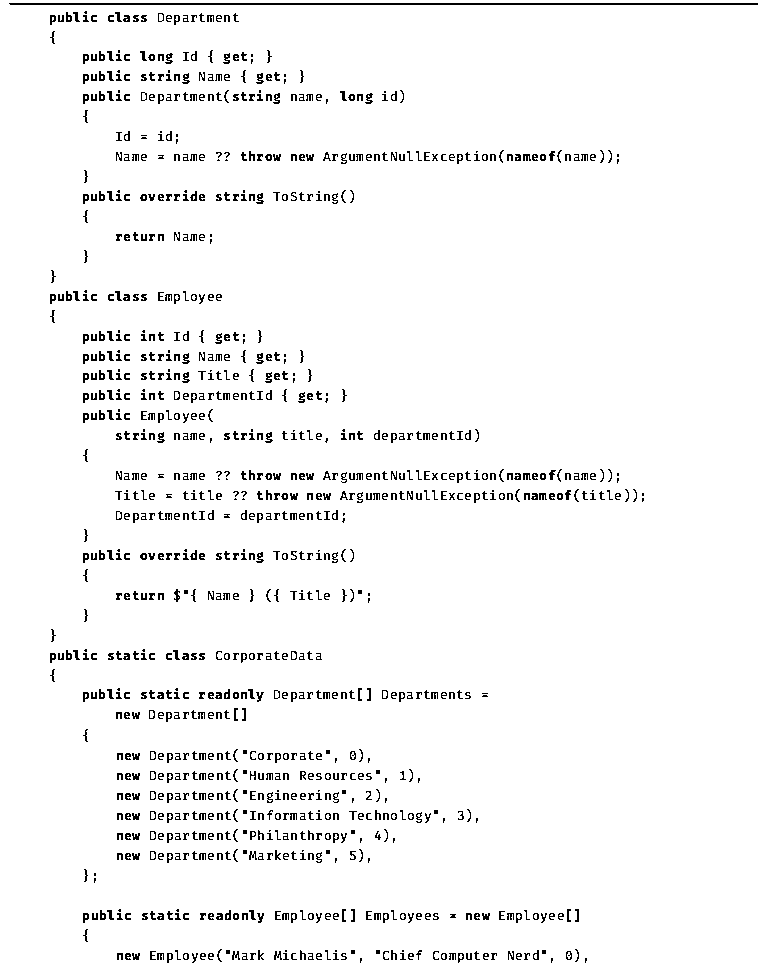 public class Department
{
    public long Id { get; }
    public string Name { get; }
    public Department(string name, long id)
    {
        Id = id;
        Name = name ?? throw new ArgumentNullException(nameof(name));
    }
    public override string ToString()
    {
        return Name;
    }
}
public class Employee
{
    public int Id { get; }
    public string Name { get; }
    public string Title { get; }
    public int DepartmentId { get; }
    public Employee(
        string name, string title, int departmentId)
    {
        Name = name ?? throw new ArgumentNullException(nameof(name));
        Title = title ?? throw new ArgumentNullException(nameof(title));
        DepartmentId = departmentId;
    }
    public override string ToString()
    {
        return $"{ Name } ({ Title })";
    }
}
public static class CorporateData
{
    public static readonly Department[] Departments =
        new Department[]
    {
        new Department("Corporate", 0),
        new Department("Human Resources", 1),
        new Department("Engineering", 2),
        new Department("Information Technology", 3),
        new Department("Philanthropy", 4),
        new Department("Marketing", 5),
    };

    public static readonly Employee[] Employees = new Employee[]
    {
        new Employee("Mark Michaelis", "Chief Computer Nerd", 0),